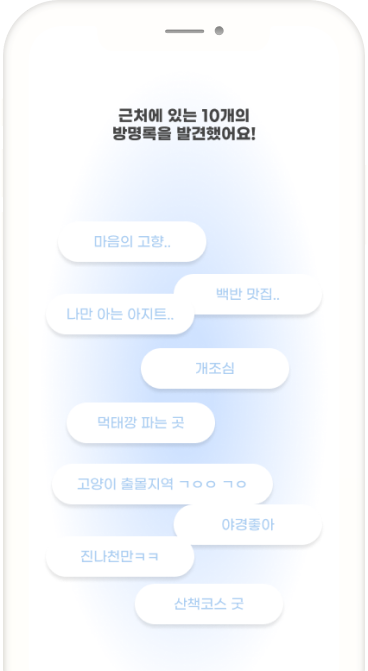 근처에 있는 10개의
방명록을 발견했어요!
마음의 고향..
백반 맛집..
나만 아는 아지트..
개조심
먹태깡 파는 곳
고양이 출몰지역 ㄱㅇㅇ ㄱㅇ
야경좋아
진나천만ㅋㅋ
산책코스 굿